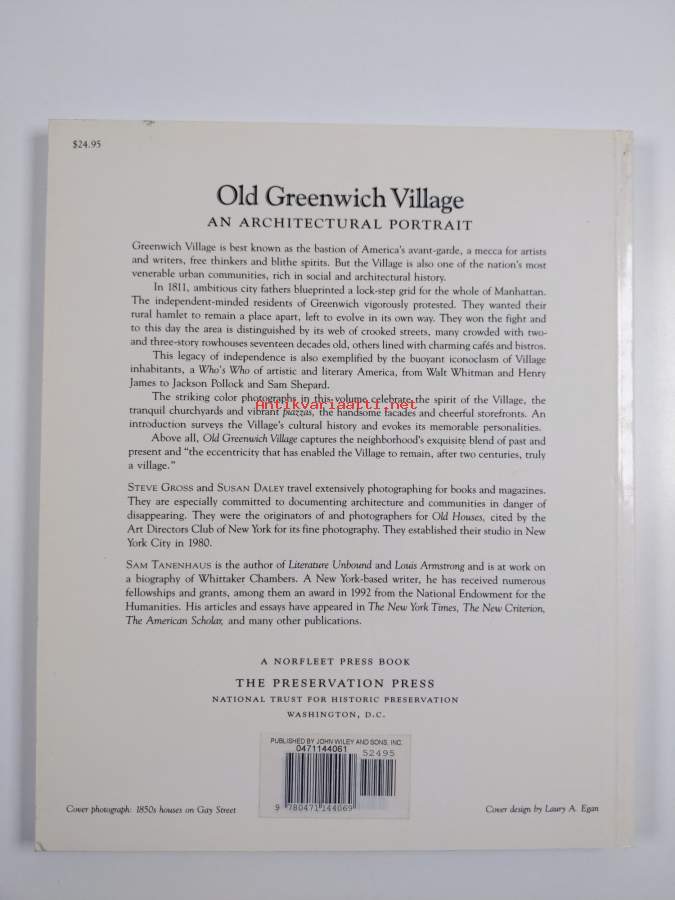 $24.95
Old Greenwich Village
AN ARCHITECTURAL PORTRAIT
Greenwich Village is best known as the bastion of America's avant-garde, a mecca for artists
and writers, free thinkers and blithe spirits. But the Village is also one of the nation's most
venerable urban communities, rich in social and architectural history.
In 1811, ambitious city fathers blueprinted a lock-step grid for the whole of Manhattan.
The independent-minded residents of Greenwich vigorously protested. They wanted their
rural hamlet to remain a place apart, left to evolve in its own way. They won the fight and
to this day the area is distinguished by its web of crooked streets, many crowded with two-
and three-story rowhouses seventeen decades old, others lined with charming cafés and bistros.
This legacy of independence is also exemplified by the buoyant iconoclasm of Village
inhabitants, a Who's Who of artistic and literary America, from Walt Whitman and Henry
James to Jackson Pollock and Sam Shepard.
The striking color photographs in this volume celebrate the spirit of the Village, the
Antikvariaatti.net
tranquil churchyards and vibrant piazzas, the handsome facades and cheerful storefronts. An
introduction surveys the Village's cultural history and evokes its memorable personalities.
Above all, Old Greenwich Village captures the neighborhood's exquisite blend of past and
present and "the eccentricity that has enabled the Village to remain, after two centuries, truly
a village."
STEVE GROSS and SUSAN DALEY travel extensively photographing for books and magazines.
They are especially committed to documenting architecture and communities in danger of
disappearing. They were the originators of and photographers for Old Houses, cited by the
Art Directors Club of New York for its fine photography. They established their studio in New
York City in 1980.
SAM TANENHAUS is the author of Literature Unbound and Louis Armstrong and is at work on
a biography of Whittaker Chambers. A New York-based writer, he has received numerous
fellowships and grants, among them an award in 1992 from the National Endowment for the
Humanities. His articles and essays have appeared in The New York Times, The New Criterion,
The American Scholar, and many other publications.
A NORFLEET PRESS BOOK
THE PRESERVATION PRESS
NATIONAL TRUST FOR HISTORIC PRESERVATION
WASHINGTON, D.C.
PUBLISHED BY JOHN WILEY AND SONS, INC.
0471144061
52495
9 780471 144069
Cover photograph: 1850s houses on Gay Street
Cover design by Laury A. Egan